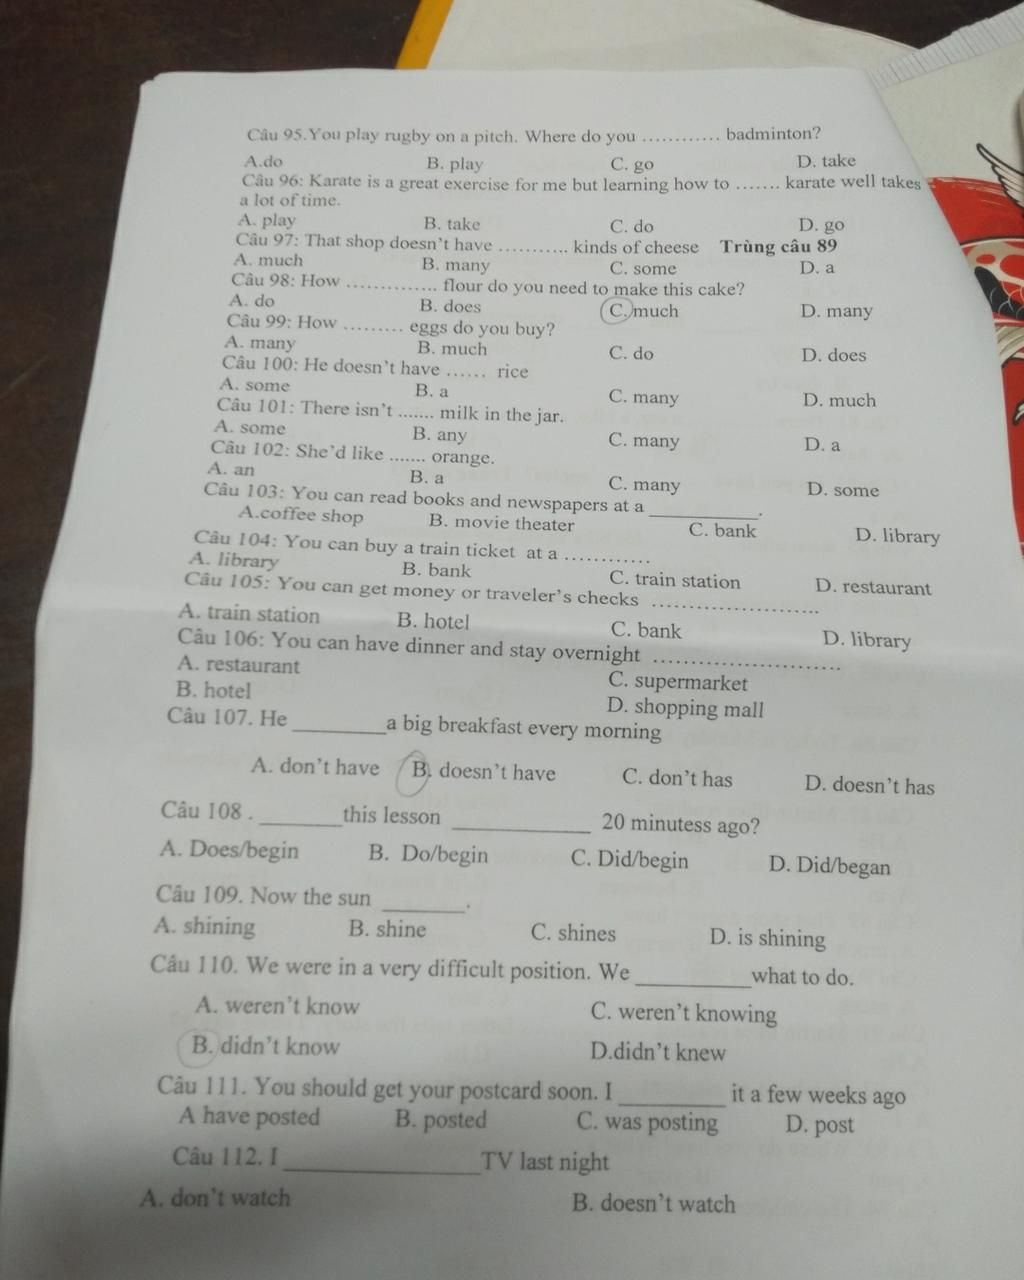 Câu 95.You play rugby on a pitch. Where do you ............ badminton?
A.do B. play C. go D. take
Câu 96: Karate is a great exercise for me but learning how to ....... karate well takes
a lot of time.
A. play B. take C. do D. go
Câu 97: That shop doesn't have ........... kinds of cheese Trùng câu 89
A. much B. many C. some D. a
Câu 98: How .............. flour do you need to make this cake?
A. do B. does C. much D. many
Câu 99: How ......... eggs do you buy?
A. many B. much C. do D. does
Câu 100: He doesn't have ...... rice
A. some B. a C. many D. much
Câu 101: There isn't ....... milk in the jar.
A. some B. any C. many D. a
Câu 102: She'd like ....... orange.
A. an B. a C. many D. some
Câu 103: You can read books and newspapers at a ___________.
A.coffee shop B. movie theater C. bank D. library
Câu 104: You can buy a train ticket at a ............
A. library B. bank C. train station D. restaurant
Câu 105: You can get money or traveler's checks .......................
A. train station B. hotel C. bank D. library
Câu 106: You can have dinner and stay overnight .........................
A. restaurant C. supermarket
B. hotel D. shopping mall
Câu 107. He _________a big breakfast every morning
A. don't have B. doesn't have C. don't has D. doesn't has
Câu 108 . ________this lesson _____________ 20 minutess ago?
A. Does/begin B. Do/begin C. Did/begin D. Did/began
Câu 109. Now the sun ________.
A. shining B. shine C. shines D. is shining
Câu 110. We were in a very difficult position. We ___________what to do.
A. weren't know C. weren't knowing
B. didn't know D.didn't knew
Câu 111. You should get your postcard soon. I __________ it a few weeks ago
A have posted B. posted C. was posting D. post
Câu 112. I __________________TV last night
A. don't watch B. doesn't watch